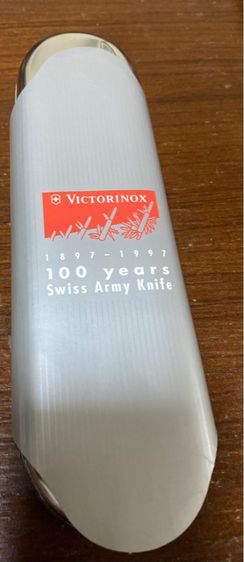 VICTORINOX
1897-1997
100 years
Swiss Army Knife